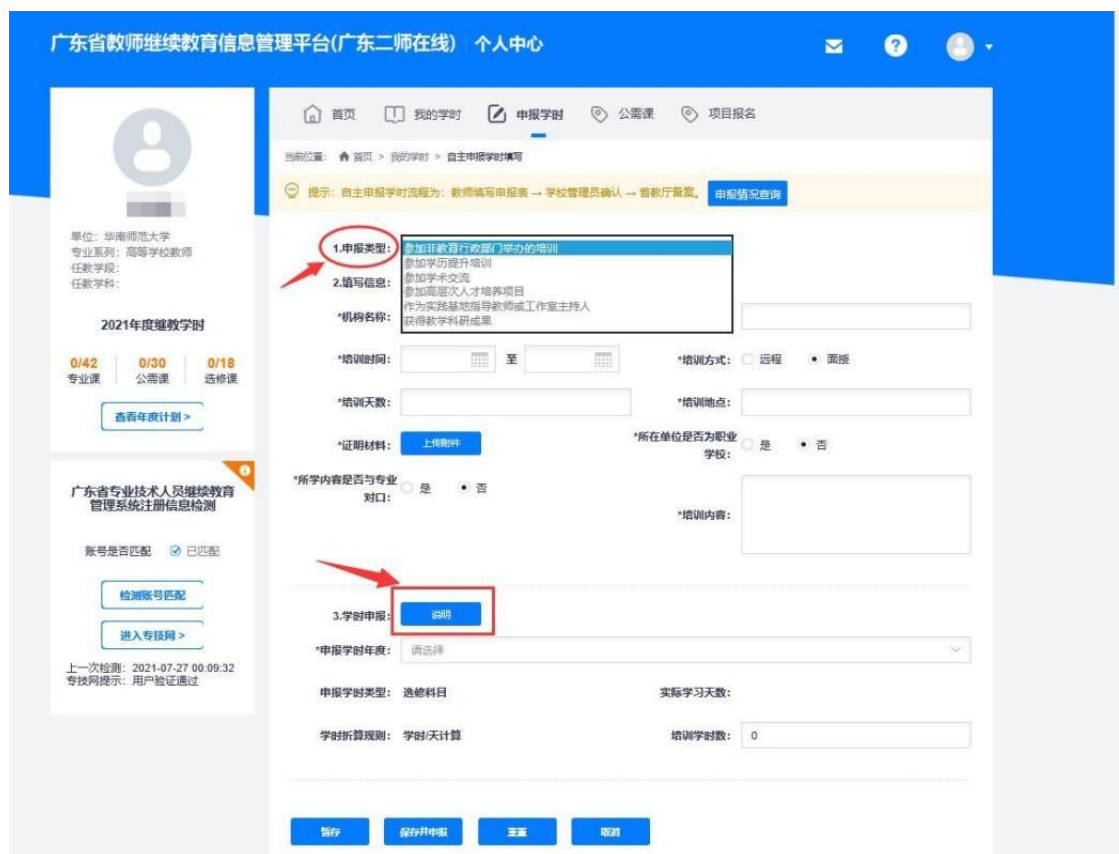 广东省教师继续教育信息管理平台(广东二师在线) 个人中心
首页 我的学时 申报学时 公需课 项目报名
当前位置: 首页 > 我的学时 > 自主申报学时填写
提示: 自主申报学时流程为: 教师填写申报表 → 学校管理员确认 → 省教厅备案。 申报情况查询
单位: 华南师范大学
专业系列: 高等学校教师
任教学段:
任教学科:
2021年度继教学时
0/42 0/30 0/18
专业课 公需课 选修课
查看年度计划 >
广东省专业技术人员继续教育
管理系统注册信息检测
账号是否匹配 已匹配
检测账号匹配
进入专技网 >
上一次检测: 2021-07-27 00:09:32
专技网提示: 用户验证通过
1.申报类型:
参加非教育行政部门举办的培训
参加学历提升培训
参加学术交流
参加高层次人才培养项目
作为实践基地指导教师或工作室主持人
获得教学科研成果
2.填写信息:
*机构名称:
*培训时间: 至 *培训方式: 远程 面授
*培训天数: *培训地点:
*证明材料: 上传附件 *所在单位是否为职业
学校: 是 否
*所学内容是否与专业
对口: 是 否
*培训内容:
3.学时申报: 说明
*申报学时年度: 请选择
申报学时类型: 选修科目 实际学习天数:
学时折算规则: 学时/天计算 培训学时数: 0
暂存 保存并申报 重置 取消